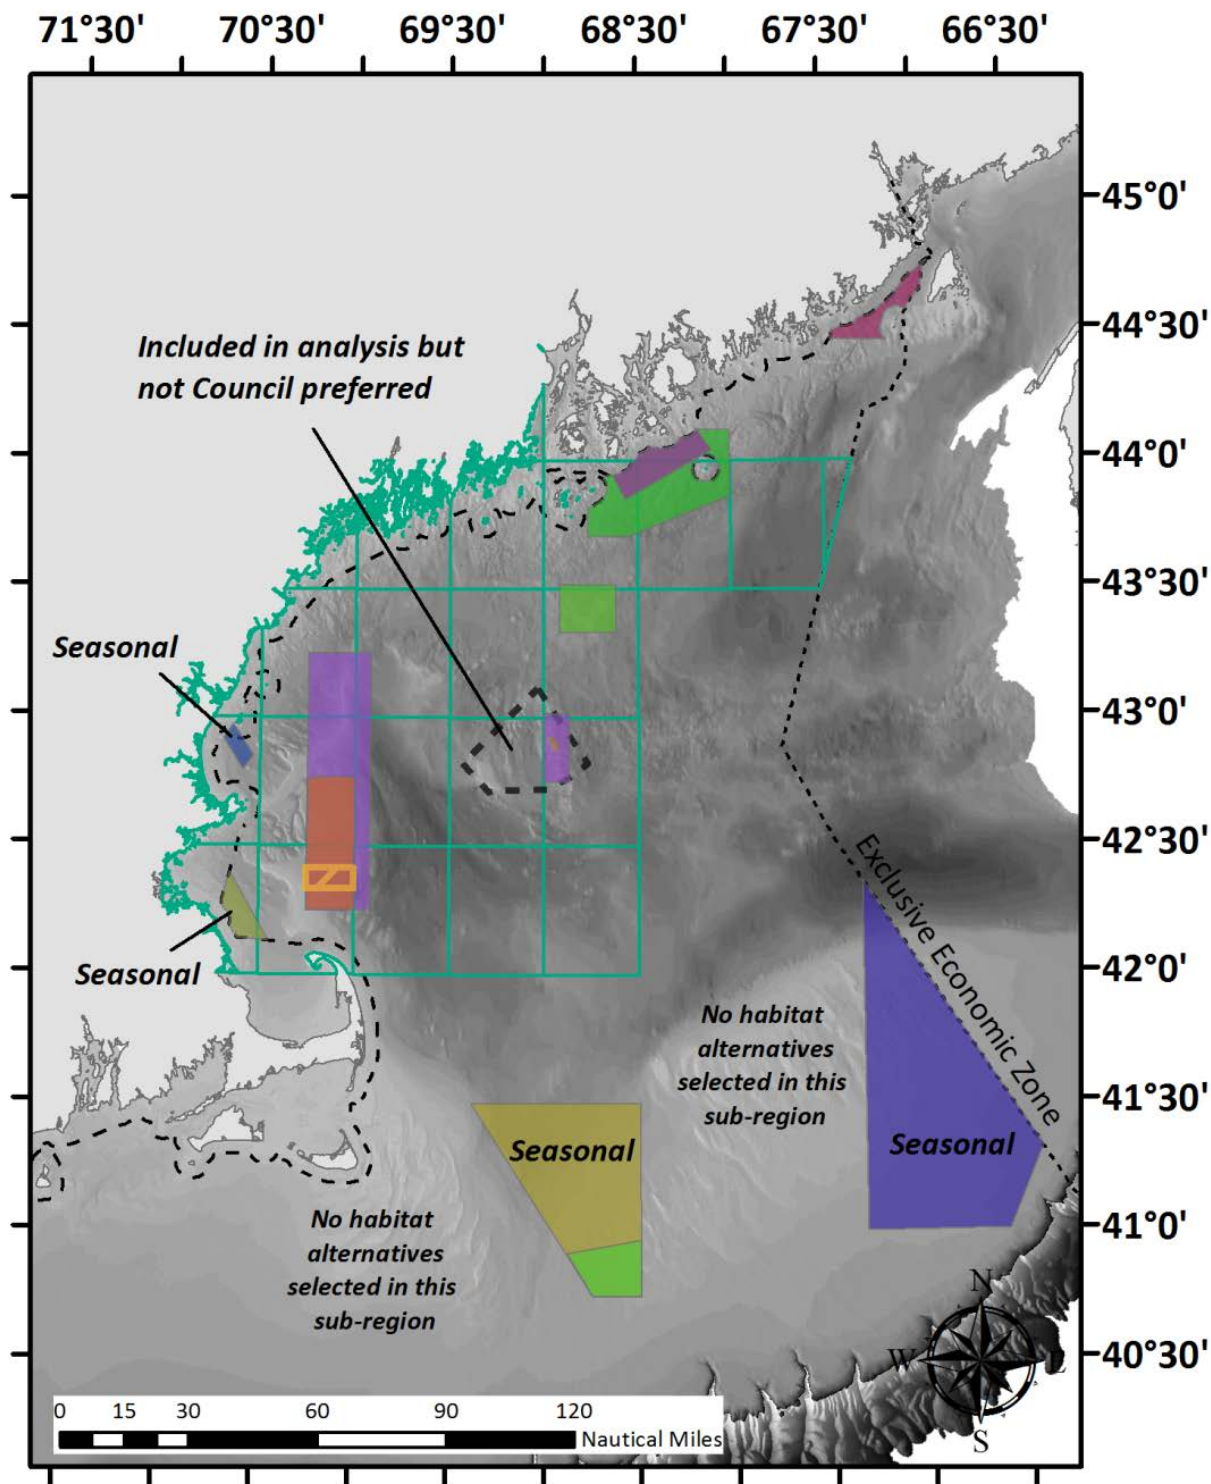 71°30' 70°30' 69°30' 68°30' 67°30' 66°30'
45°0'
44°30'
Included in analysis but
not Council preferred
44°0'
43°30'
Seasonal
43°0'
42°30'
Exclusive Economic Zone
Seasonal
42°0'
No habitat
alternatives
selected in this
sub-region
41°30'
Seasonal
Seasonal
41°0'
No habitat
alternatives
selected in this
sub-region
N
W E
S
40°30'
0 15 30 60 90 120
Nautical Miles